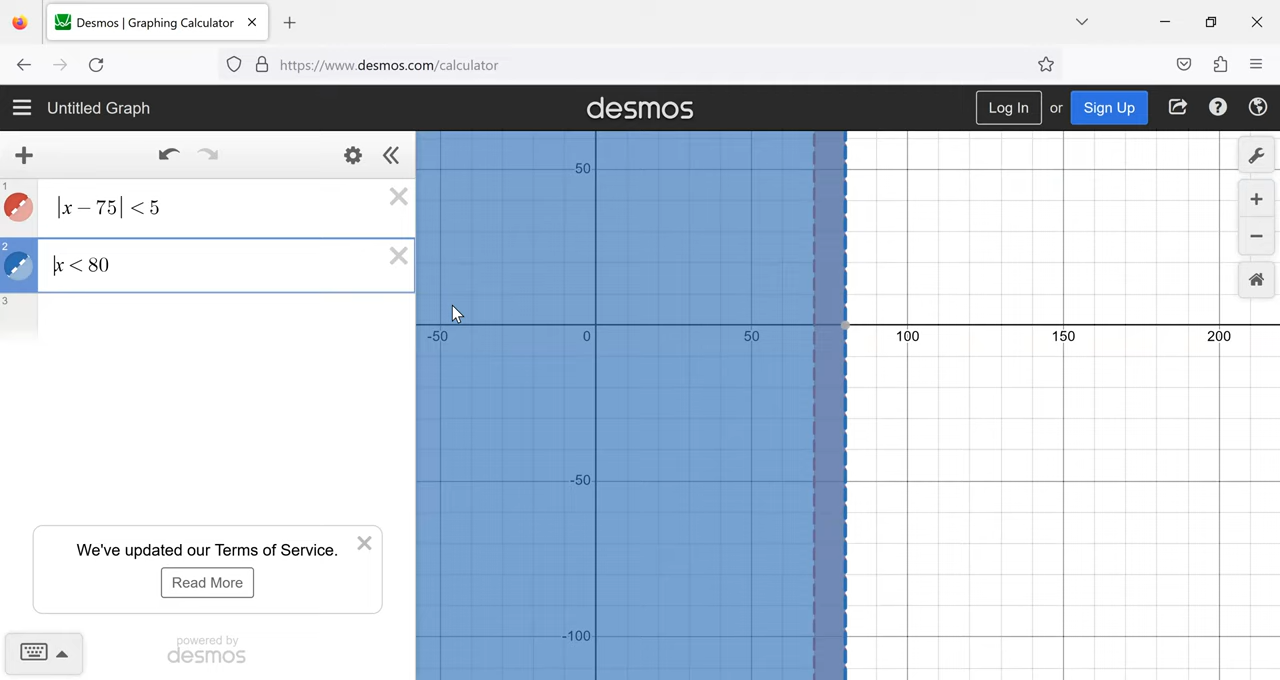 Desmos | Graphing Calculator
https://www.desmos.com/calculator
Untitled Graph
desmos
Log In or Sign Up
1
|x − 75| < 5
2
x < 80
3
We've updated our Terms of Service.
Read More
powered by
desmos
50
-50
0
50
100
150
200
-50
-100